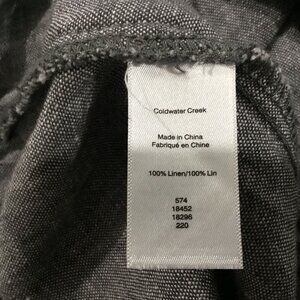 Coldwater Creek
Made in China
Fabriqué en Chine
100% Linen/100% Lin
574
18452
18296
220